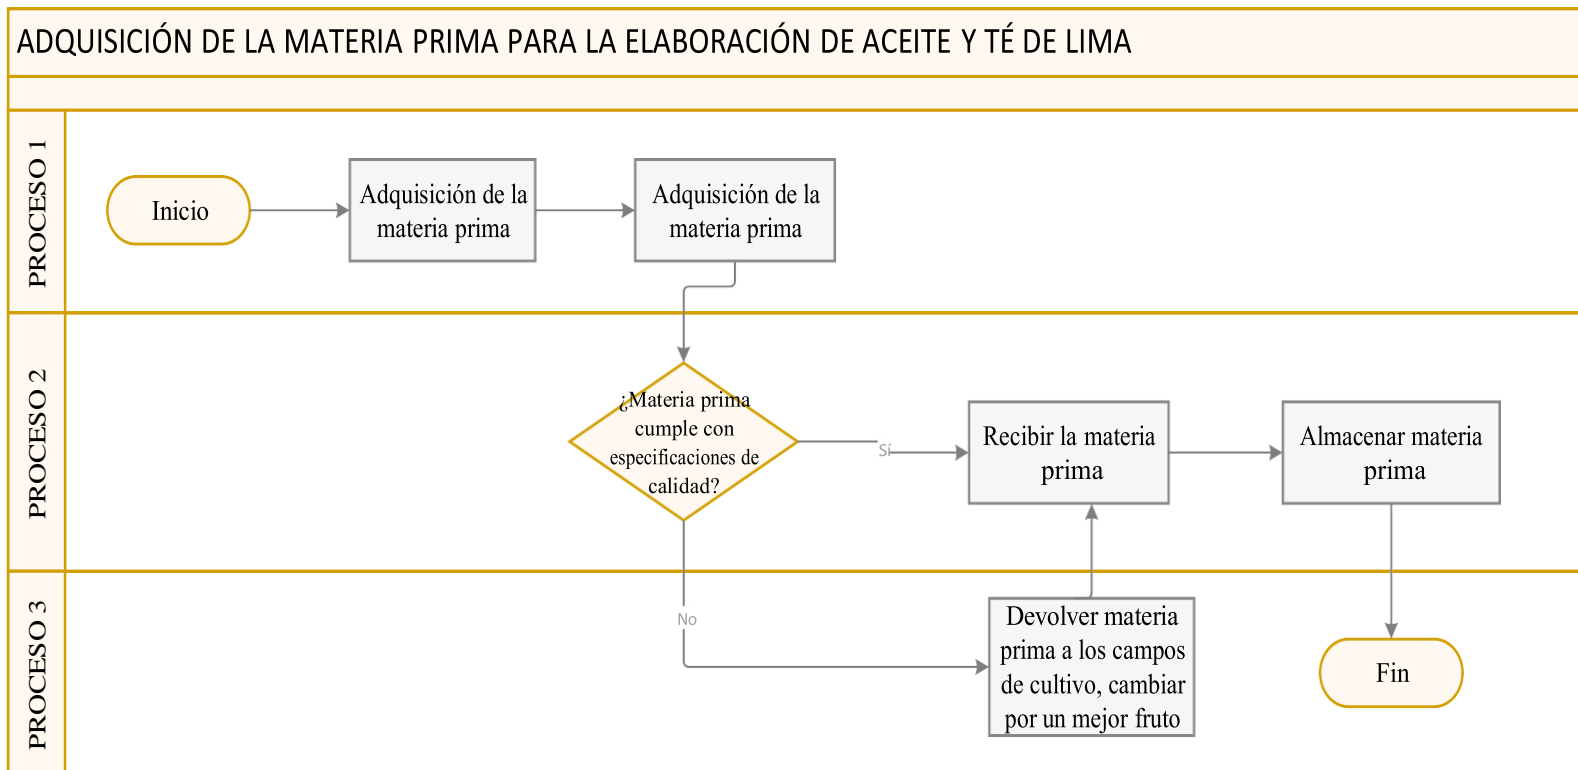 ADQUISICIÓN DE LA MATERIA PRIMA PARA LA ELABORACIÓN DE ACEITE Y TÉ DE LIMA
PROCESO 1
Inicio
Adquisición de la
materia prima
Adquisición de la
materia prima
PROCESO 2
¿Materia prima
cumple con
especificaciones de
calidad?
Sí
Recibir la materia
prima
Almacenar materia
prima
PROCESO 3
No
Devolver materia
prima a los campos
de cultivo, cambiar
por un mejor fruto
Fin